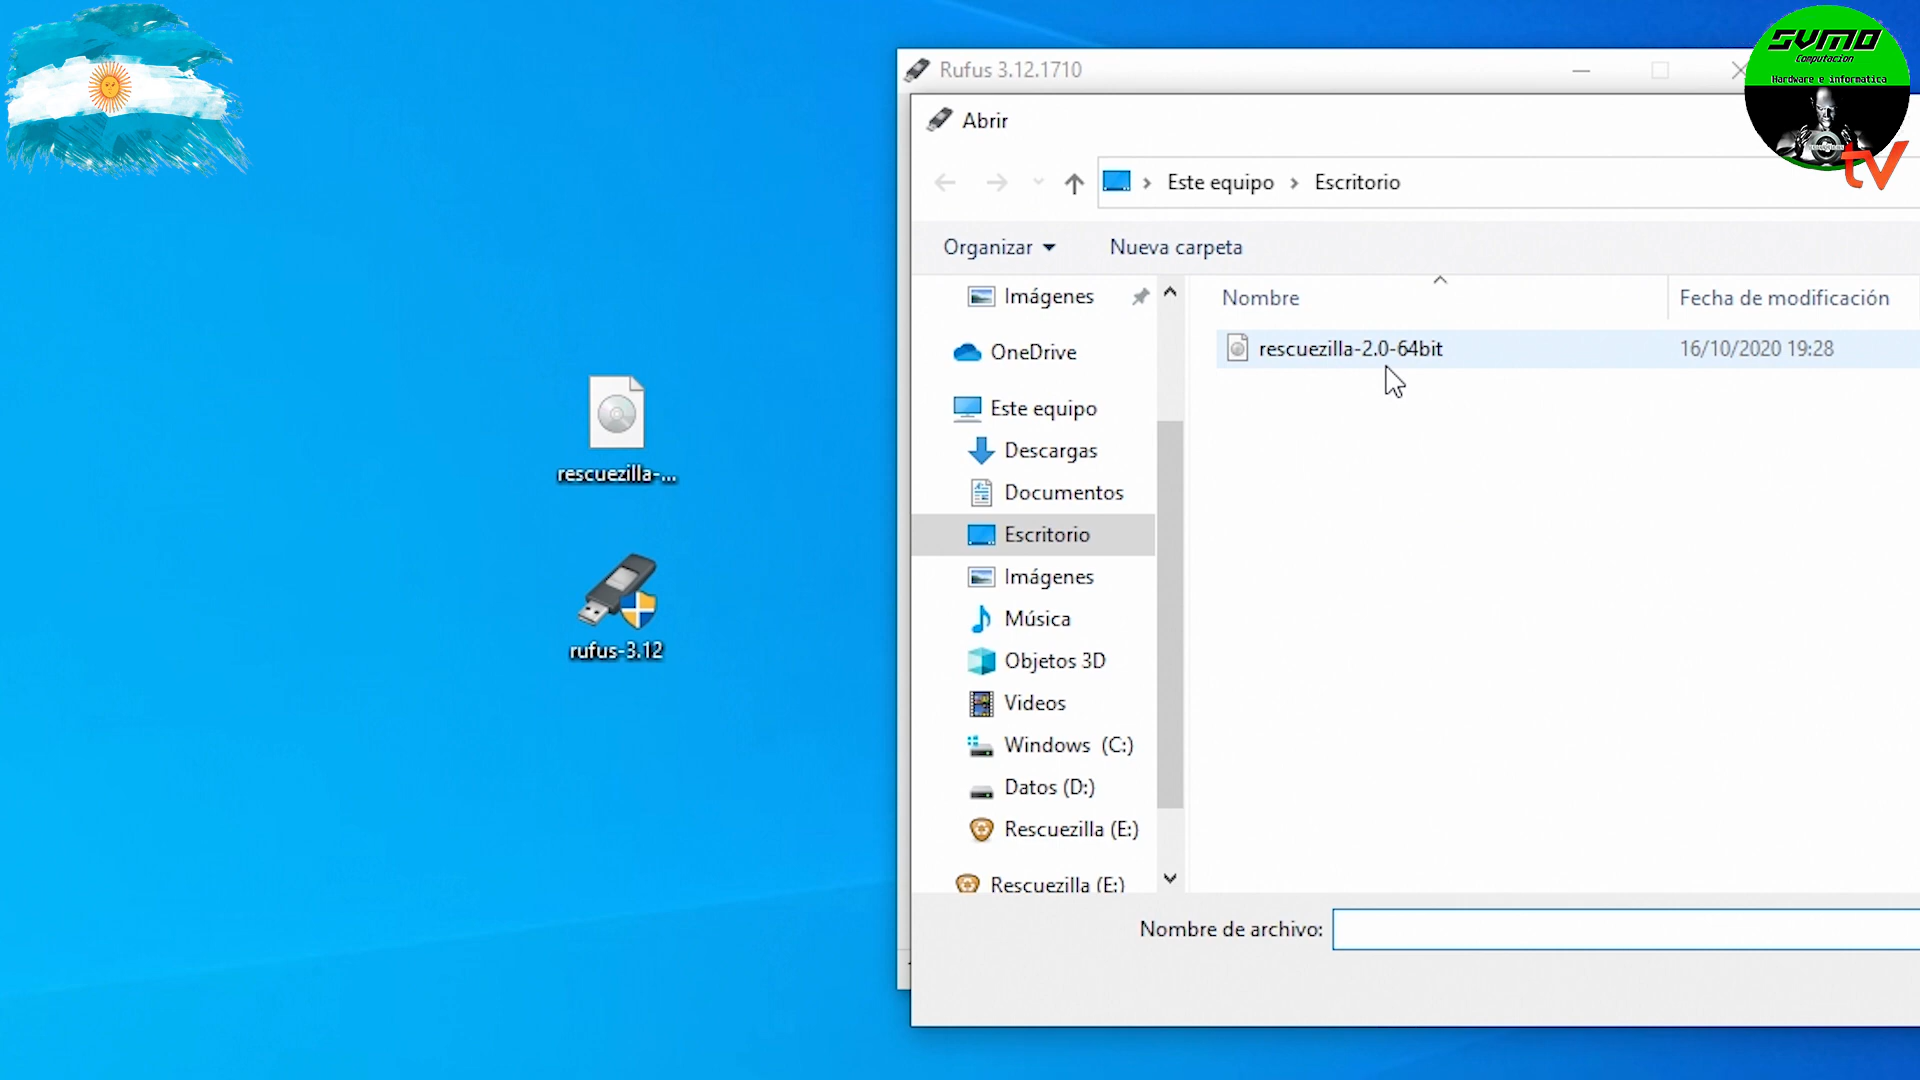 SVMO
Computacion
Hardware e informatica
tv
Rufus 3.12.1710
Abrir
Este equipo > Escritorio
Organizar
Nueva carpeta
Imágenes
OneDrive
Este equipo
Descargas
Documentos
Escritorio
Imágenes
Música
Objetos 3D
Videos
Windows (C:)
Datos (D:)
Rescuezilla (E:)
Rescuezilla (E:)
Nombre
Fecha de modificación
rescuezilla-2.0-64bit
16/10/2020 19:28
Nombre de archivo:
rescuezilla-...
rufus-3.12